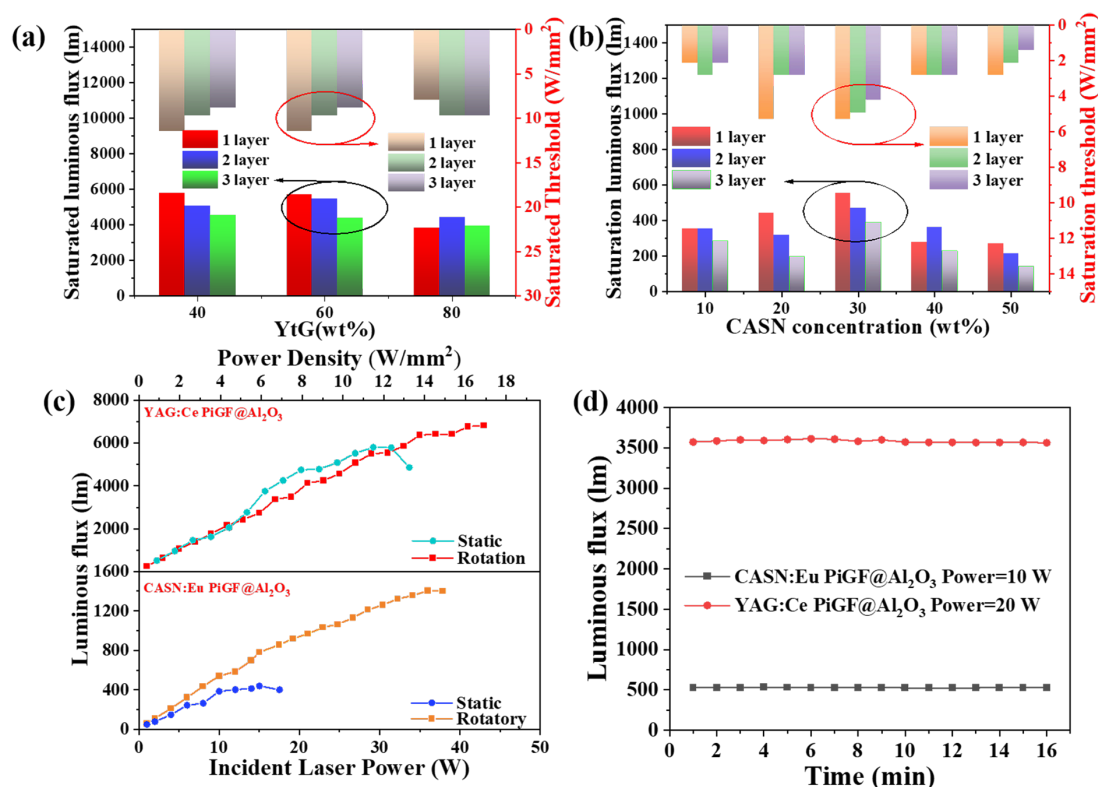 (a)
Saturated luminous flux (lm)
14000
12000
10000
8000
6000
4000
2000
0
1 layer
2 layer
3 layer
1 layer
2 layer
3 layer
0
5
10
15
20
25
30
Saturated Threshold (W/mm²)
40
60
80
YtG(wt%)
(b)
Saturation luminous flux (lm)
1400
1200
1000
800
600
400
200
0
1 layer
2 layer
3 layer
1 layer
2 layer
3 layer
0
2
4
6
8
10
12
14
Saturation threshold (W/mm²)
10
20
30
40
50
CASN concentration (wt%)
(c)
Power Density (W/mm²)
0
2
4
6
8
10
12
14
16
18
Luminous flux (lm)
8000
6000
4000
2000
YAG:Ce PiGF@Al₂O₃
Static
Rotation
1600
1200
800
400
0
CASN:Eu PiGF@Al₂O₃
Static
Rotatory
0
10
20
30
40
50
Incident Laser Power (W)
(d)
Luminous flux (lm)
4000
3500
3000
2500
2000
1500
1000
500
0
CASN:Eu PiGF@Al₂O₃ Power=10 W
YAG:Ce PiGF@Al₂O₃ Power=20 W
0
2
4
6
8
10
12
14
16
Time (min)